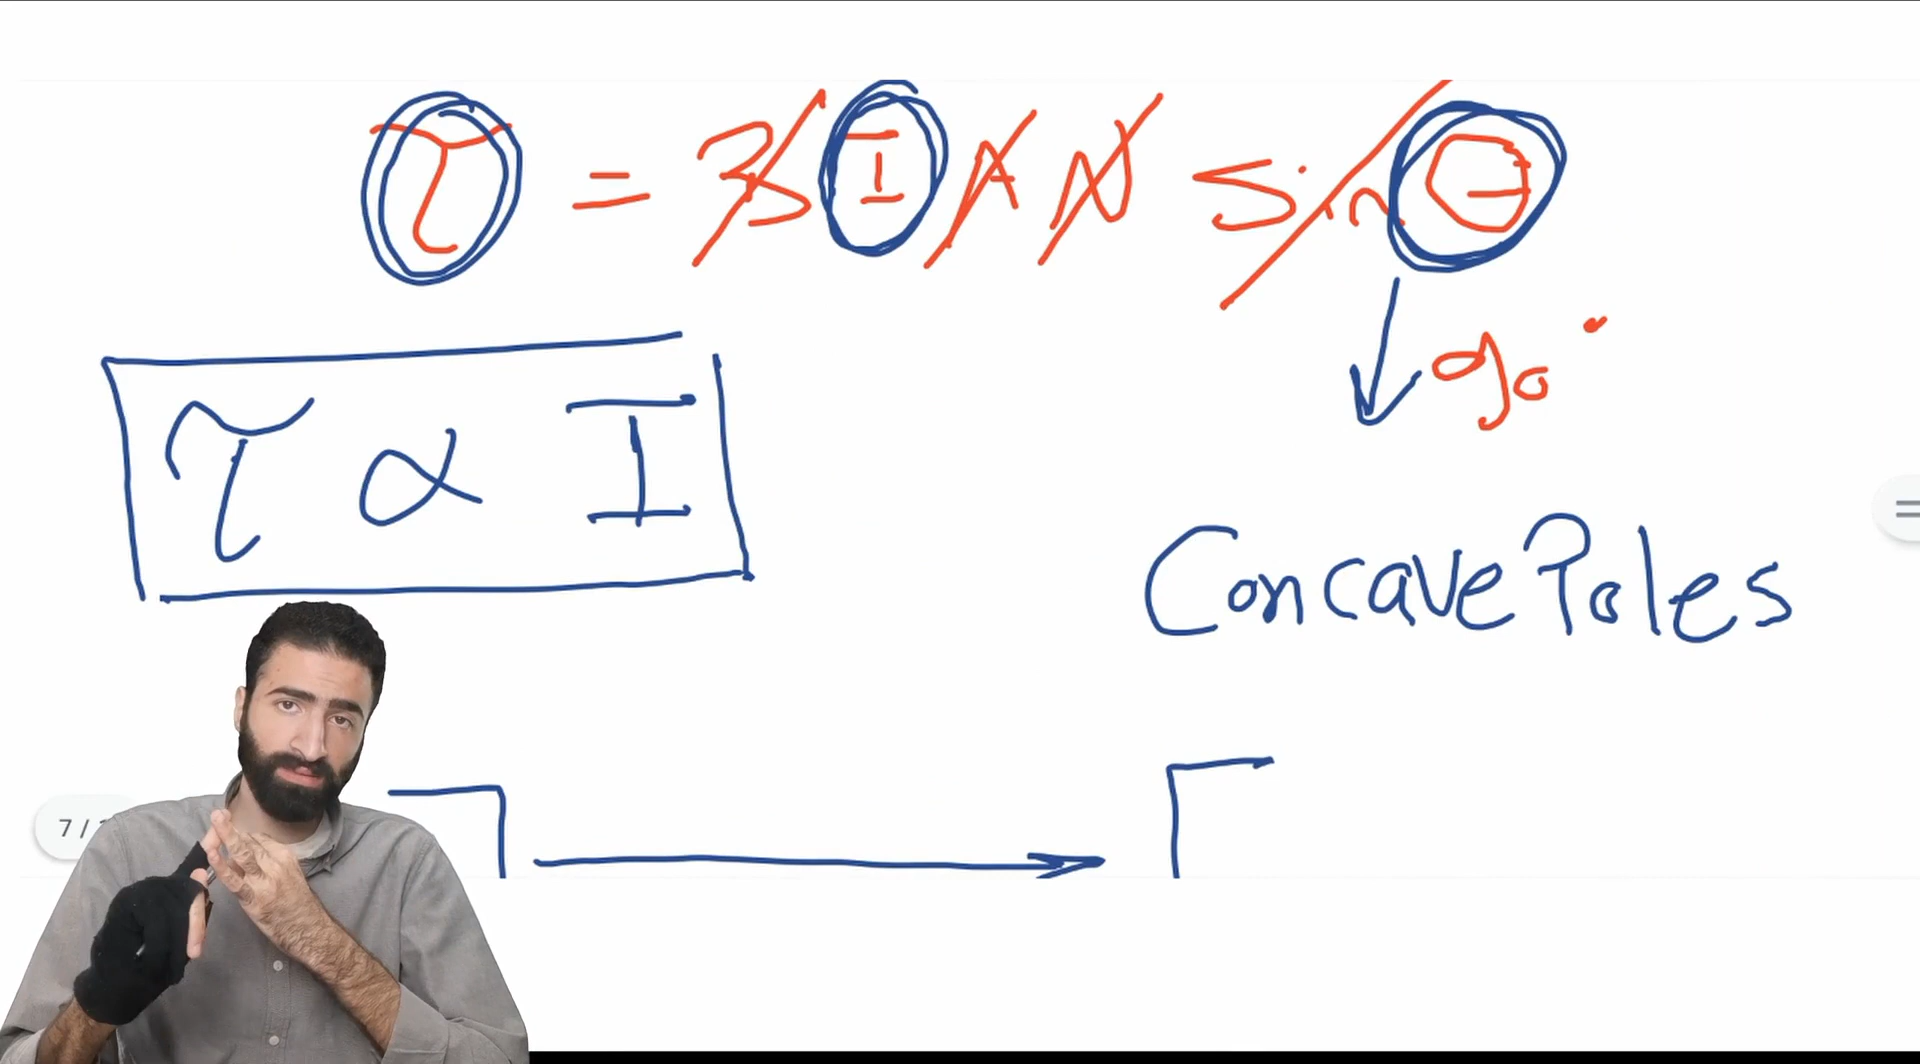 τ = BIAN sin θ
90°
τ α I
Concave Poles
7 /